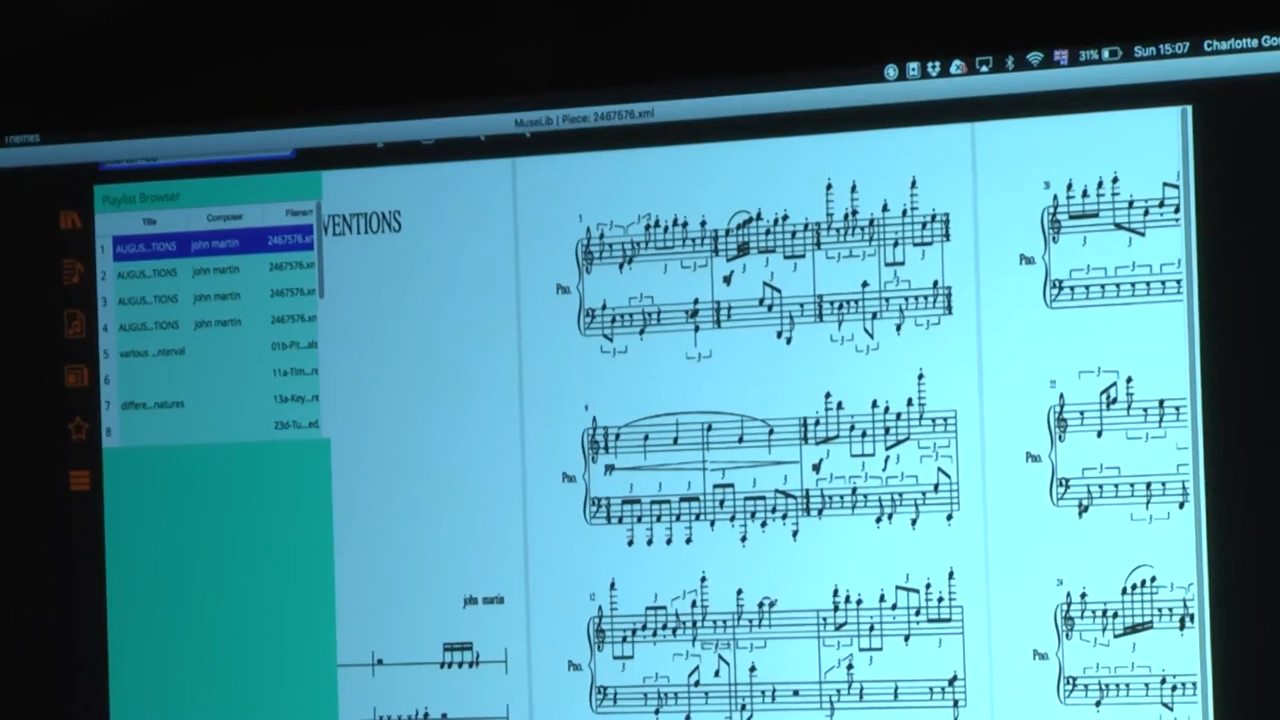 31% Sun 15:07 Charlotte
MuseLib | Piece: 2467576.xml
Playlist Browser
Title Composer
1 AUGUS...TIONS john martin 2467576.xr
2 AUGUS...TIONS john martin 2467576.xn
3 AUGUS...TIONS john martin 2467576.xn
4 AUGUS...TIONS john martin 2467576.xn
5 various ...nterval 01b-Pit...als
6 11a-Tim...re
7 differe...natures 13a-Key...re
8 23d-Tu...ed.
VENTIONS
john martin
5
Pno.
9
pp
mf
f
Pno.
12
Pno.
20
Pno.
22
Pno.
24
Pno.